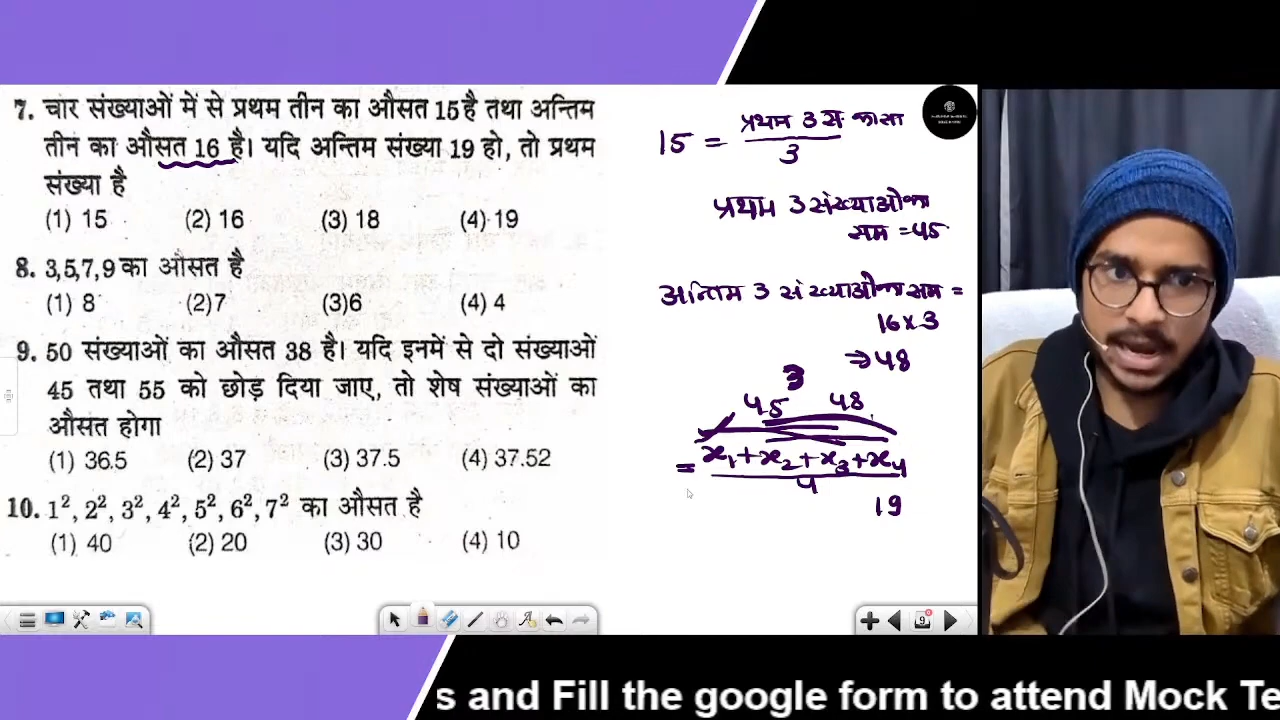 7. चार संख्याओं में से प्रथम तीन का औसत 15 है तथा अन्तिम
तीन का औसत 16 है। यदि अन्तिम संख्या 19 हो, तो प्रथम
संख्या है
(1) 15 (2) 16 (3) 18 (4) 19
8. 3,5,7,9 का औसत है
(1) 8 (2)7 (3)6 (4) 4
9. 50 संख्याओं का औसत 38 है। यदि इनमें से दो संख्याओं
45 तथा 55 को छोड़ दिया जाए, तो शेष संख्याओं का
औसत होगा
(1) 36.5 (2) 37 (3) 37.5 (4) 37.52
10. 1², 2², 3², 4², 5², 6², 7² का औसत है
(1) 40 (2) 20 (3) 30 (4) 10
15 = प्रथम 3
3
प्रथम 3 संख्याओं का
सम = 45
अन्तिम 3 संख्याओं का सम =
16 x 3
⇒ 48
3
45 48
= x₁ + x₂ + x₃ + x₄
4
19
9
s and Fill the google form to attend Mock Te